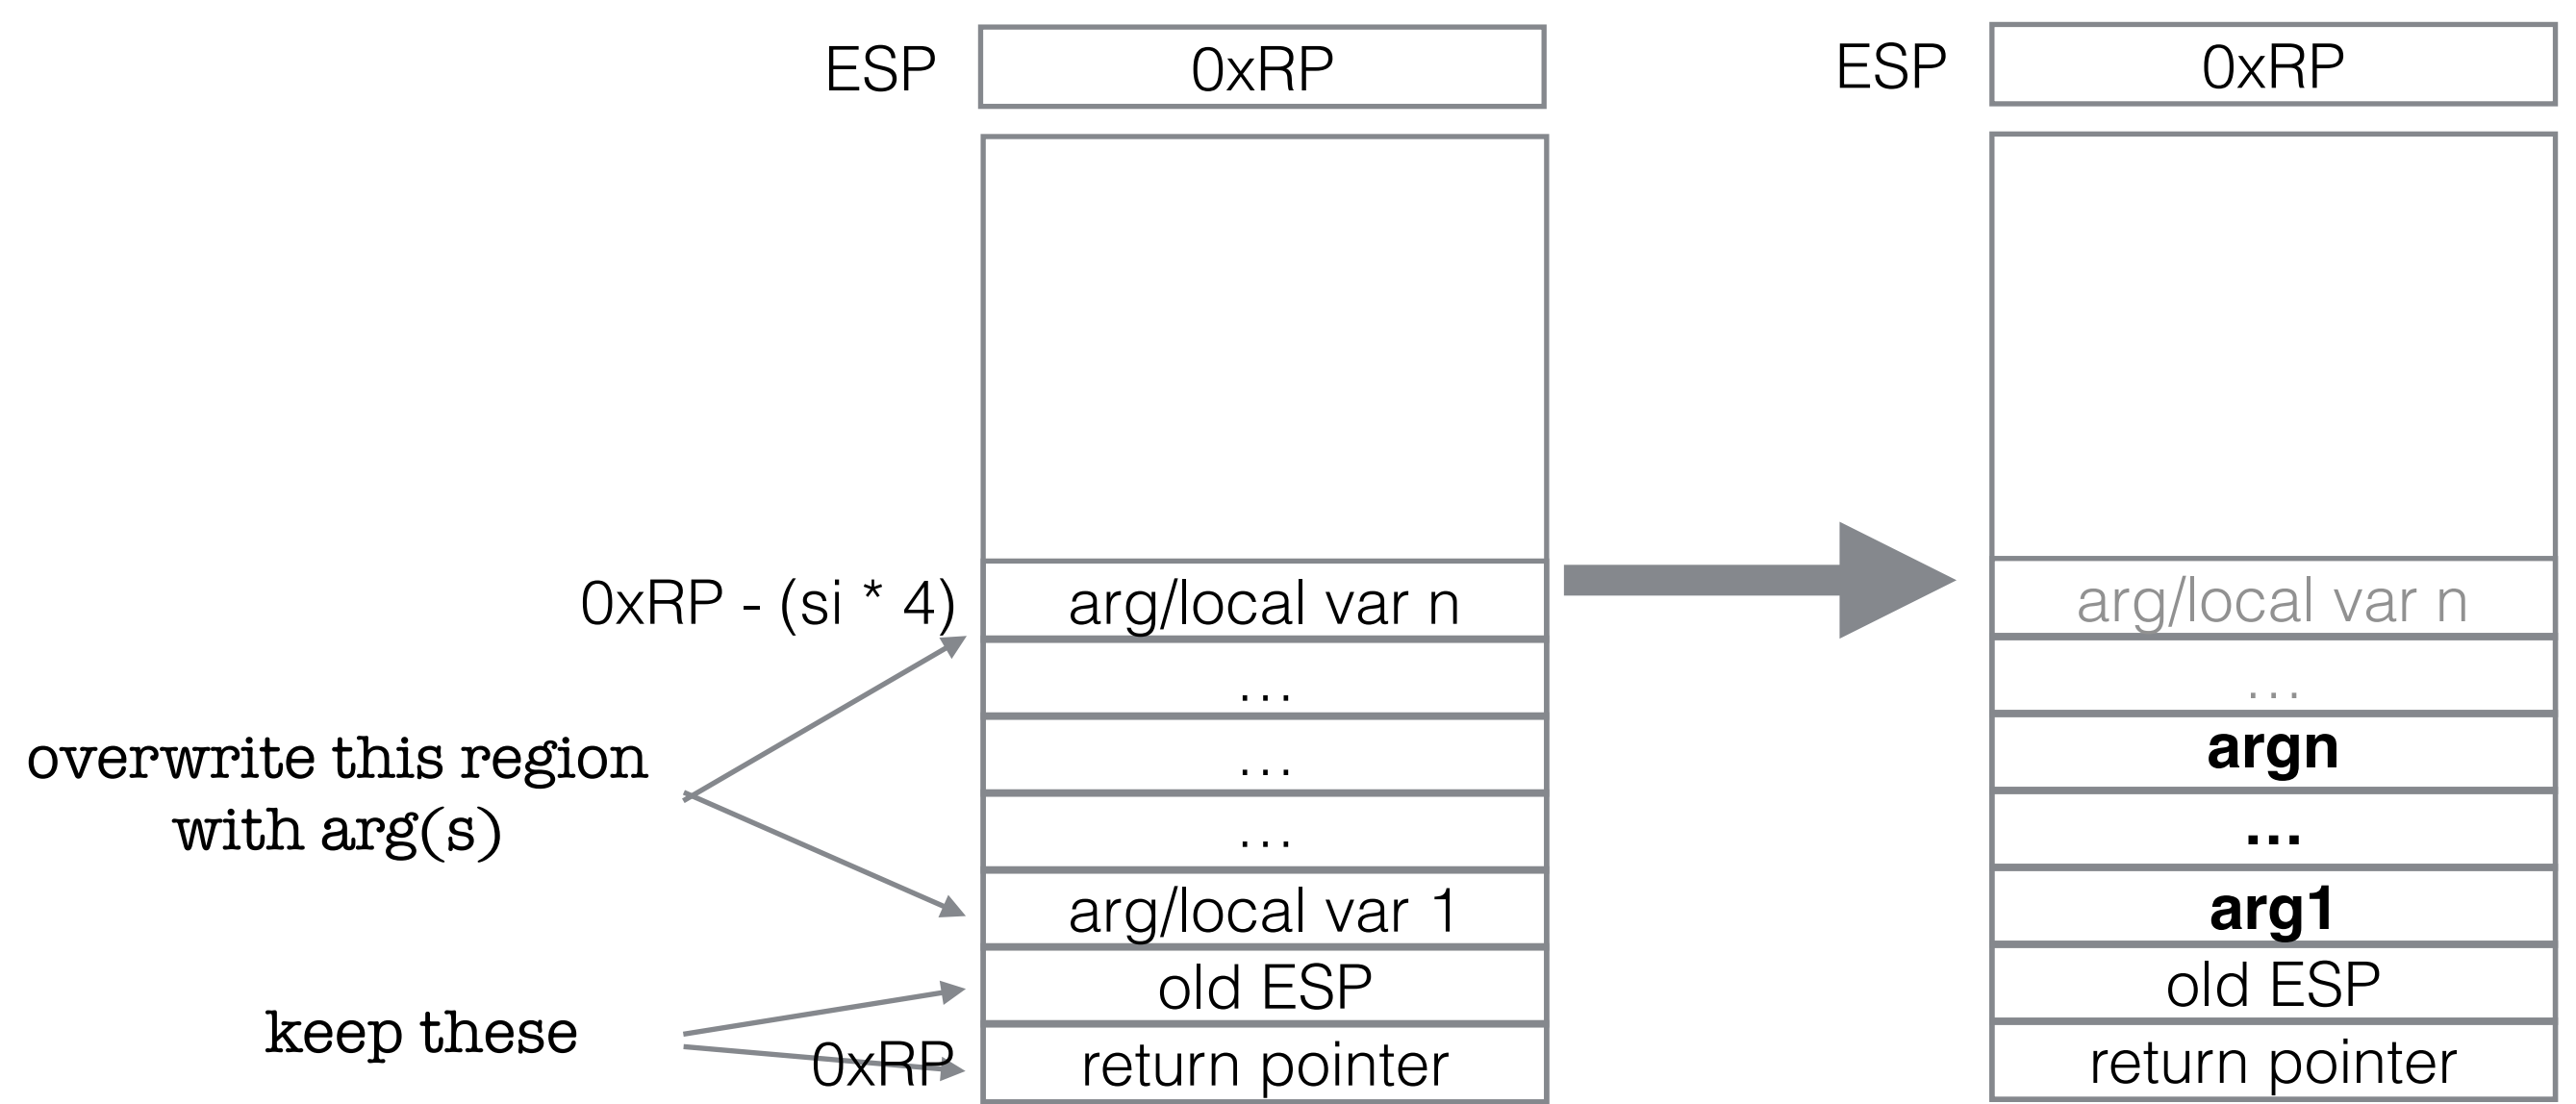 ESP
0xRP
ESP
0xRP
0xRP - (si * 4)
arg/local var n
…
…
…
arg/local var 1
old ESP
0xRP
return pointer
overwrite this region
with arg(s)
keep these
arg/local var n
…
argn
…
arg1
old ESP
return pointer